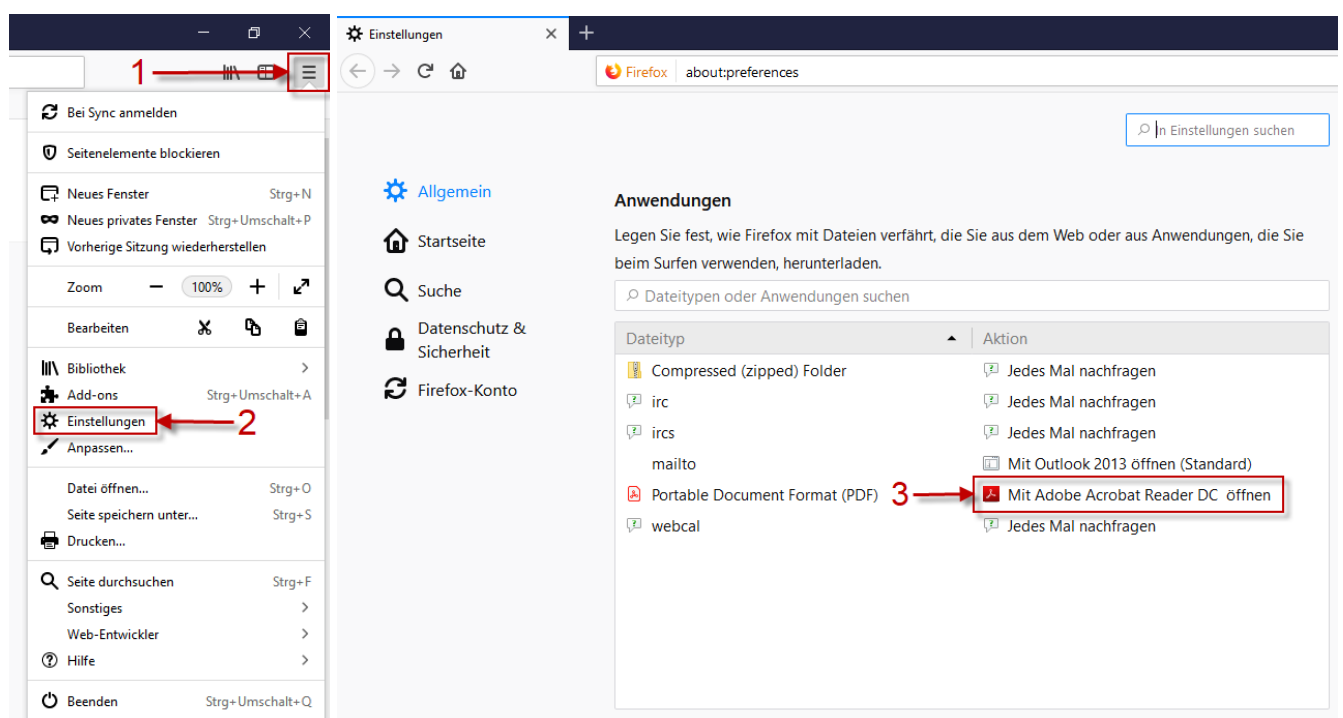 1
Bei Sync anmelden
Seitenelemente blockieren
Neues Fenster Strg+N
Neues privates Fenster Strg+Umschalt+P
Vorherige Sitzung wiederherstellen
Zoom 100%
Bearbeiten
Bibliothek
Add-ons Strg+Umschalt+A
Einstellungen 2
Anpassen...
Datei öffnen... Strg+O
Seite speichern unter... Strg+S
Drucken...
Seite durchsuchen Strg+F
Sonstiges
Web-Entwickler
Hilfe
Beenden Strg+Umschalt+Q
Einstellungen
Firefox about:preferences
In Einstellungen suchen
Allgemein
Startseite
Suche
Datenschutz &
Sicherheit
Firefox-Konto
Anwendungen
Legen Sie fest, wie Firefox mit Dateien verfährt, die Sie aus dem Web oder aus Anwendungen, die Sie
beim Surfen verwenden, herunterladen.
Dateitypen oder Anwendungen suchen
Dateityp Aktion
Compressed (zipped) Folder Jedes Mal nachfragen
irc Jedes Mal nachfragen
ircs Jedes Mal nachfragen
mailto Mit Outlook 2013 öffnen (Standard)
Portable Document Format (PDF) 3 Mit Adobe Acrobat Reader DC öffnen
webcal Jedes Mal nachfragen